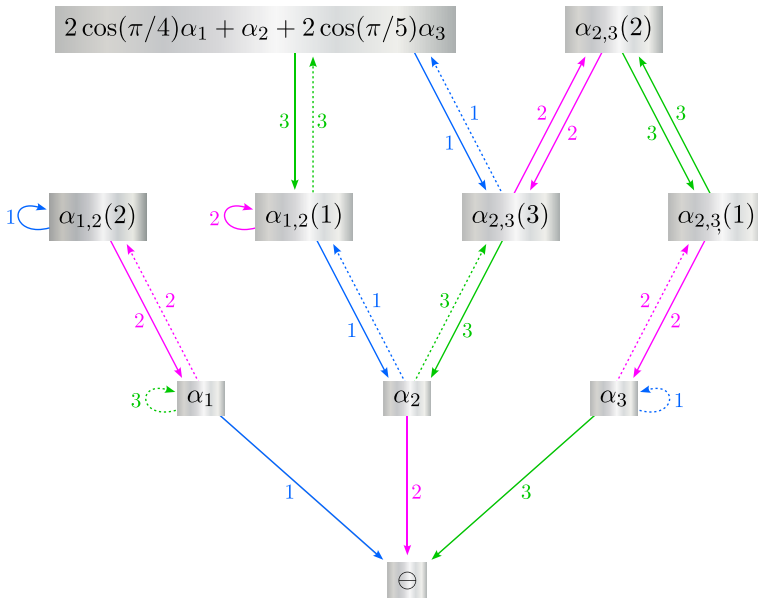 2 cos(π/4)α₁ + α₂ + 2 cos(π/5)α₃
α₂,₃(2)
3
3
1
1
2
2
3
3
1
α₁,₂(2)
2
α₁,₂(1)
α₂,₃(3)
α₂,₃,(1)
2
2
1
1
3
3
2
2
3
α₁
α₂
α₃
1
1
2
3
⊖